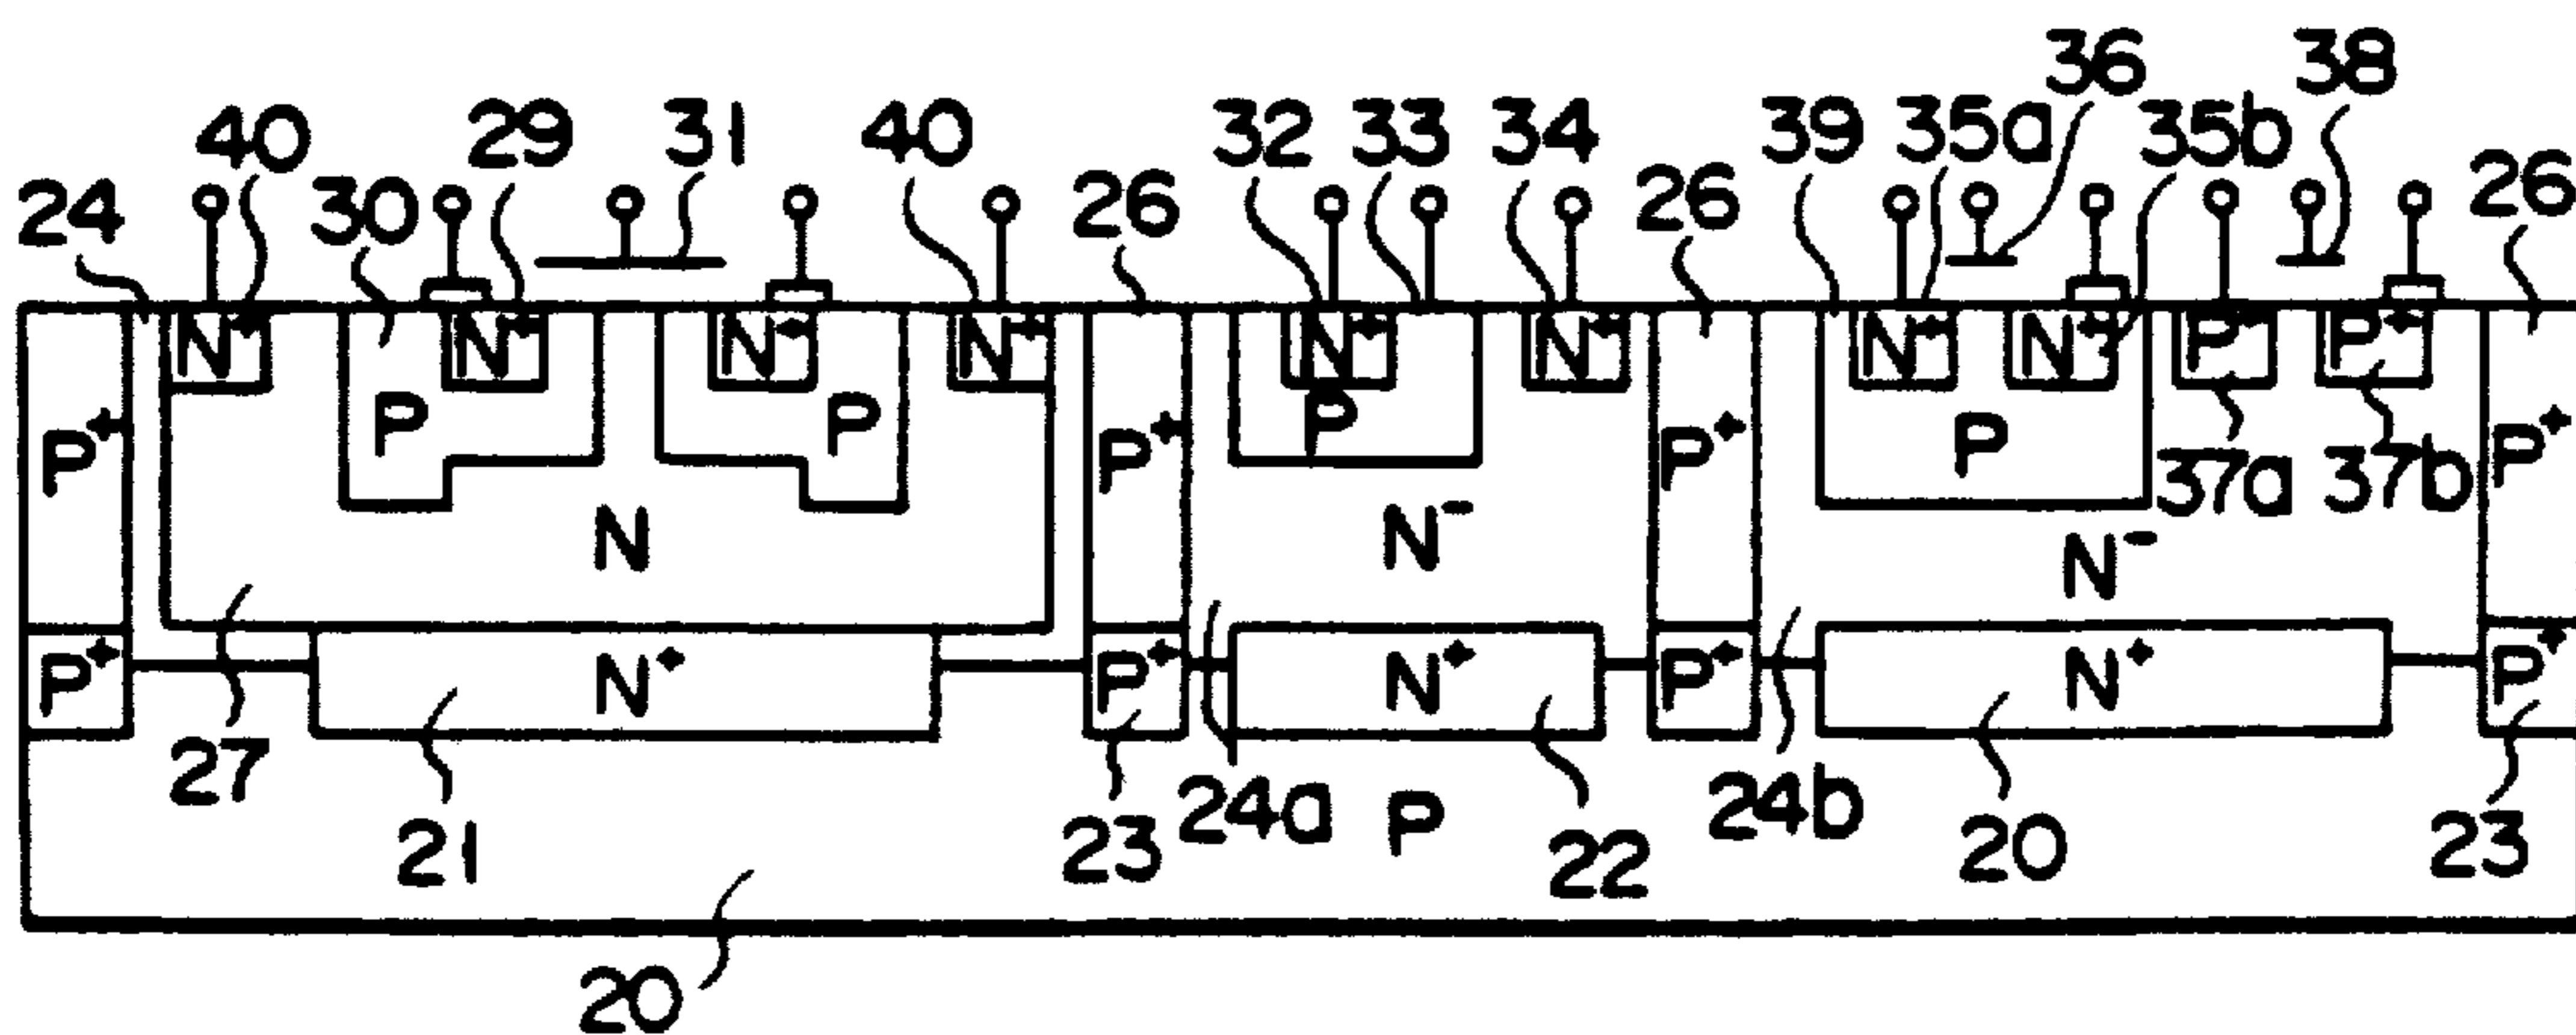 36 38
40 29 31 40 32 33 34 39 35a 35b
24 30 26 26 26
N+ N+ N+ N+ N+ N+ N+ N+ P+ P+
P+ P P P+ P P+ P P+
37a 37b
N N- N-
P+ N+ P+ N+ P+ N+ P+
27 21 23 24a P 22 24b 20 23
20